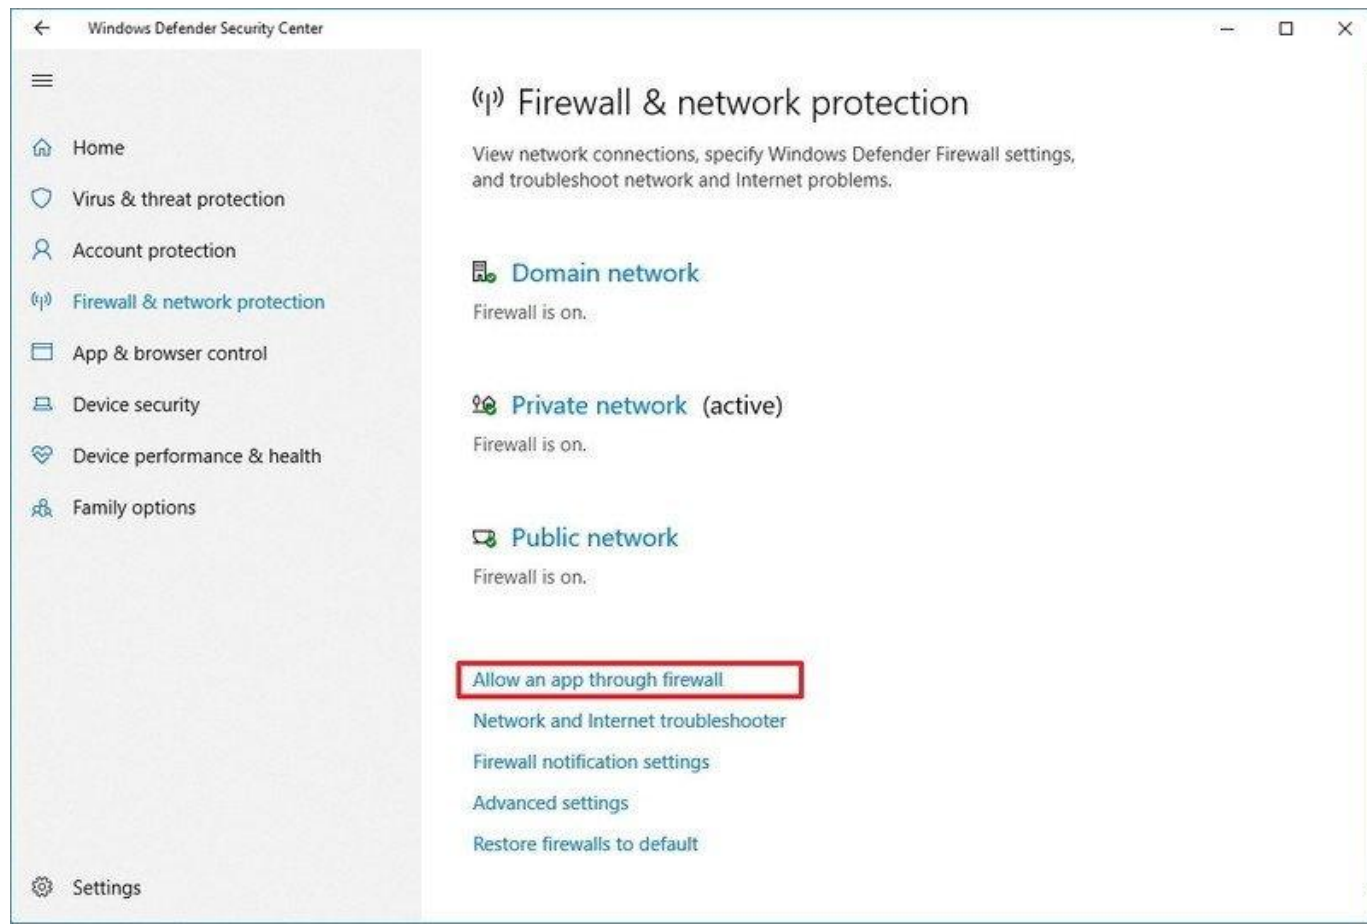 Windows Defender Security Center
Home
Virus & threat protection
Account protection
Firewall & network protection
App & browser control
Device security
Device performance & health
Family options
Settings
Firewall & network protection
View network connections, specify Windows Defender Firewall settings,
and troubleshoot network and Internet problems.
Domain network
Firewall is on.
Private network (active)
Firewall is on.
Public network
Firewall is on.
Allow an app through firewall
Network and Internet troubleshooter
Firewall notification settings
Advanced settings
Restore firewalls to default